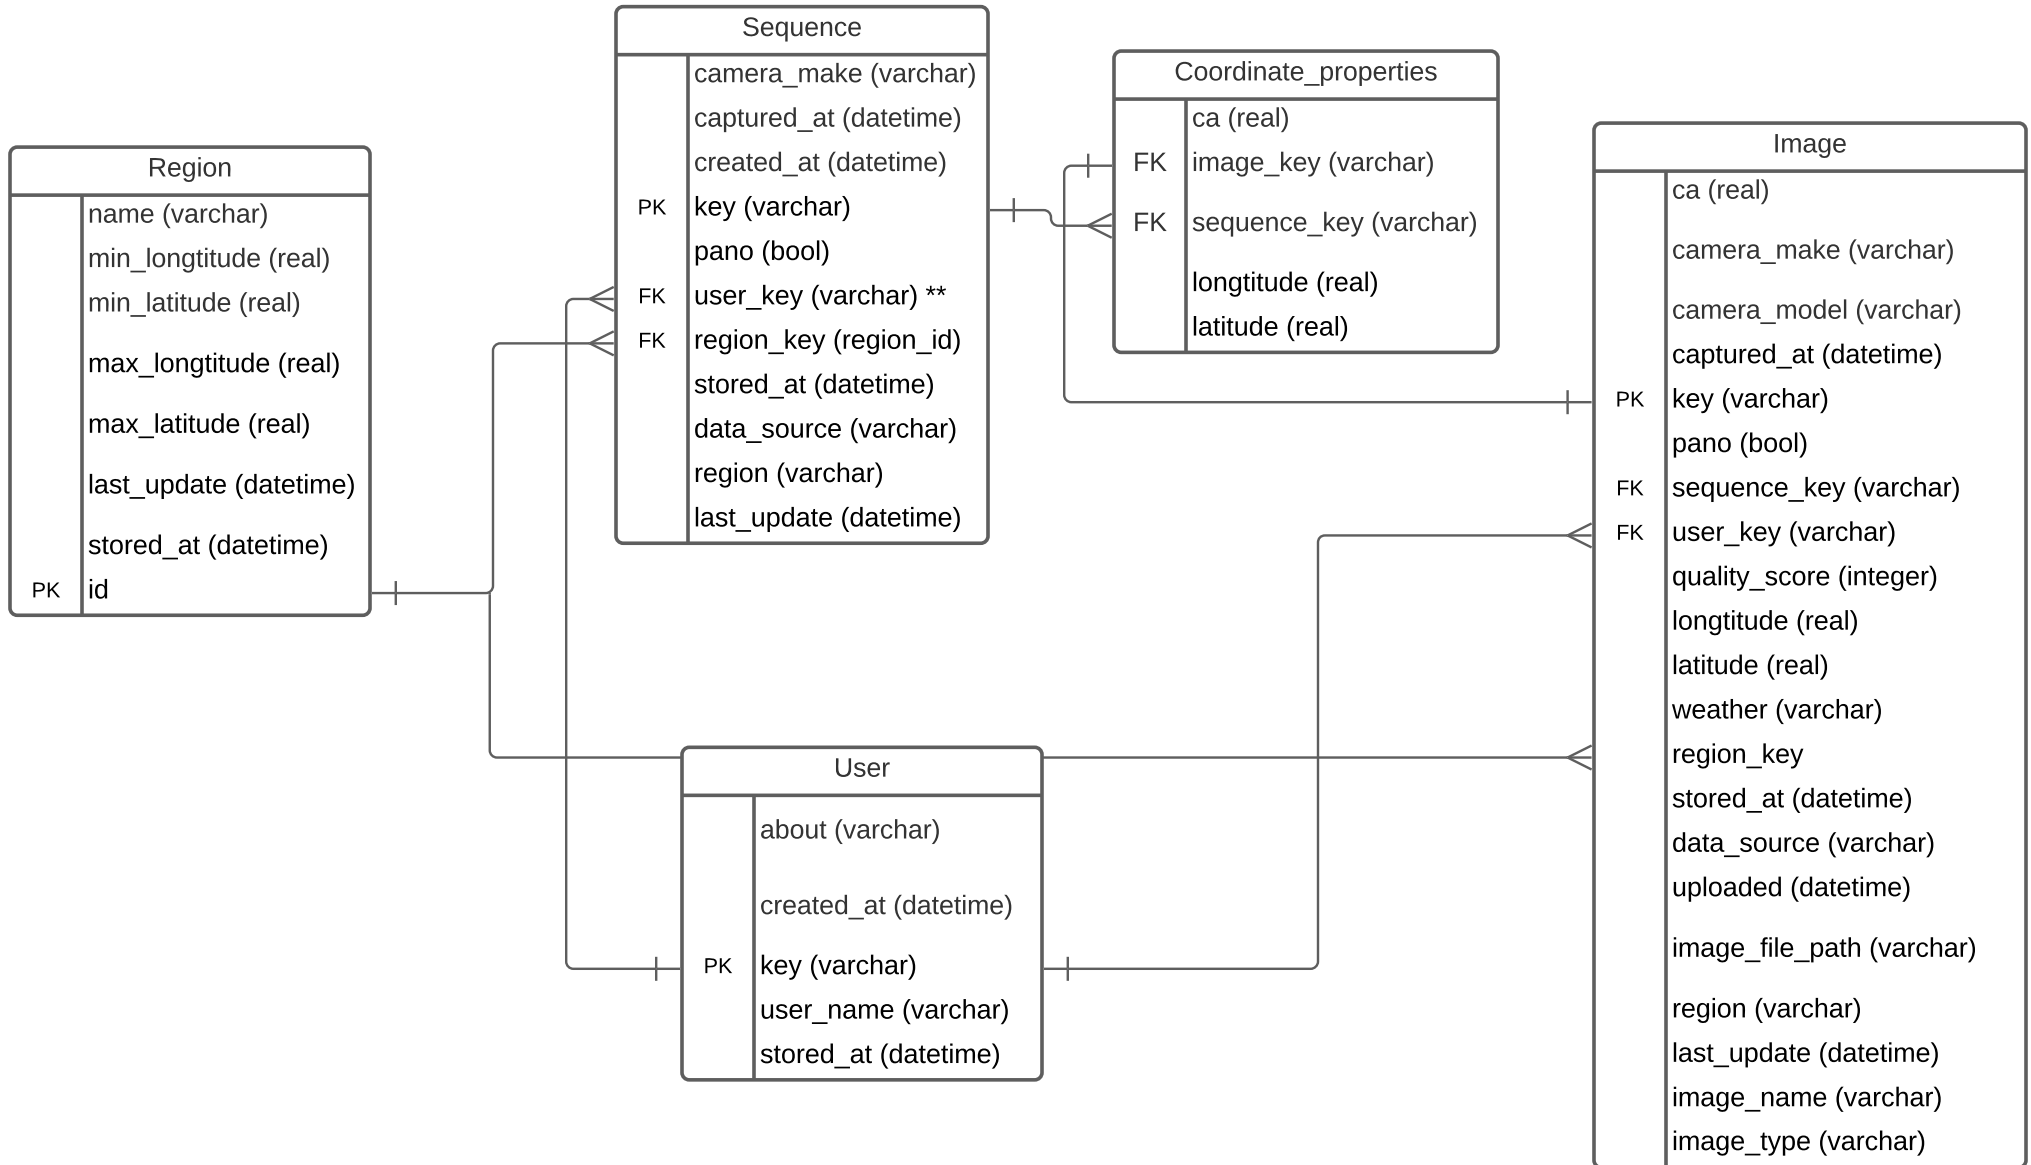 Region
name (varchar)
min_longtitude (real)
min_latitude (real)
max_longtitude (real)
max_latitude (real)
last_update (datetime)
stored_at (datetime)
PK id
Sequence
camera_make (varchar)
captured_at (datetime)
created_at (datetime)
PK key (varchar)
pano (bool)
FK user_key (varchar) **
FK region_key (region_id)
stored_at (datetime)
data_source (varchar)
region (varchar)
last_update (datetime)
Coordinate_properties
ca (real)
FK image_key (varchar)
FK sequence_key (varchar)
longtitude (real)
latitude (real)
User
about (varchar)
created_at (datetime)
PK key (varchar)
user_name (varchar)
stored_at (datetime)
Image
ca (real)
camera_make (varchar)
camera_model (varchar)
captured_at (datetime)
PK key (varchar)
pano (bool)
FK sequence_key (varchar)
FK user_key (varchar)
quality_score (integer)
longtitude (real)
latitude (real)
weather (varchar)
region_key
stored_at (datetime)
data_source (varchar)
uploaded (datetime)
image_file_path (varchar)
region (varchar)
last_update (datetime)
image_name (varchar)
image_type (varchar)